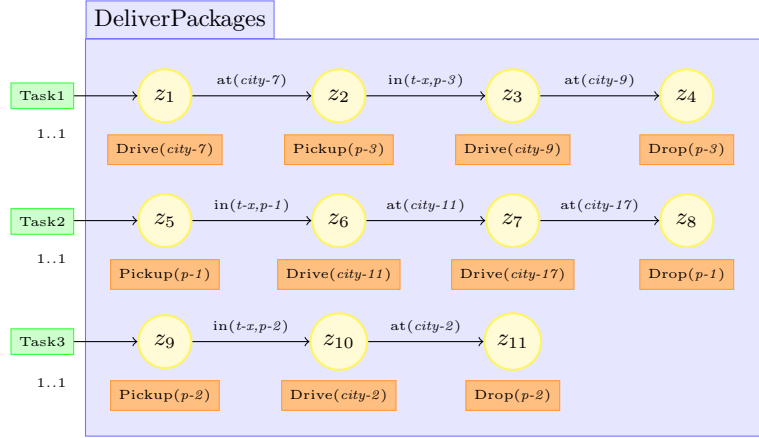 DeliverPackages
at(city-7) in(t-x,p-3) at(city-9)
Task1 z1 z2 z3 z4
1..1 Drive(city-7) Pickup(p-3) Drive(city-9) Drop(p-3)
in(t-x,p-1) at(city-11) at(city-17)
Task2 z5 z6 z7 z8
1..1 Pickup(p-1) Drive(city-11) Drive(city-17) Drop(p-1)
in(t-x,p-2) at(city-2)
Task3 z9 z10 z11
1..1 Pickup(p-2) Drive(city-2) Drop(p-2)